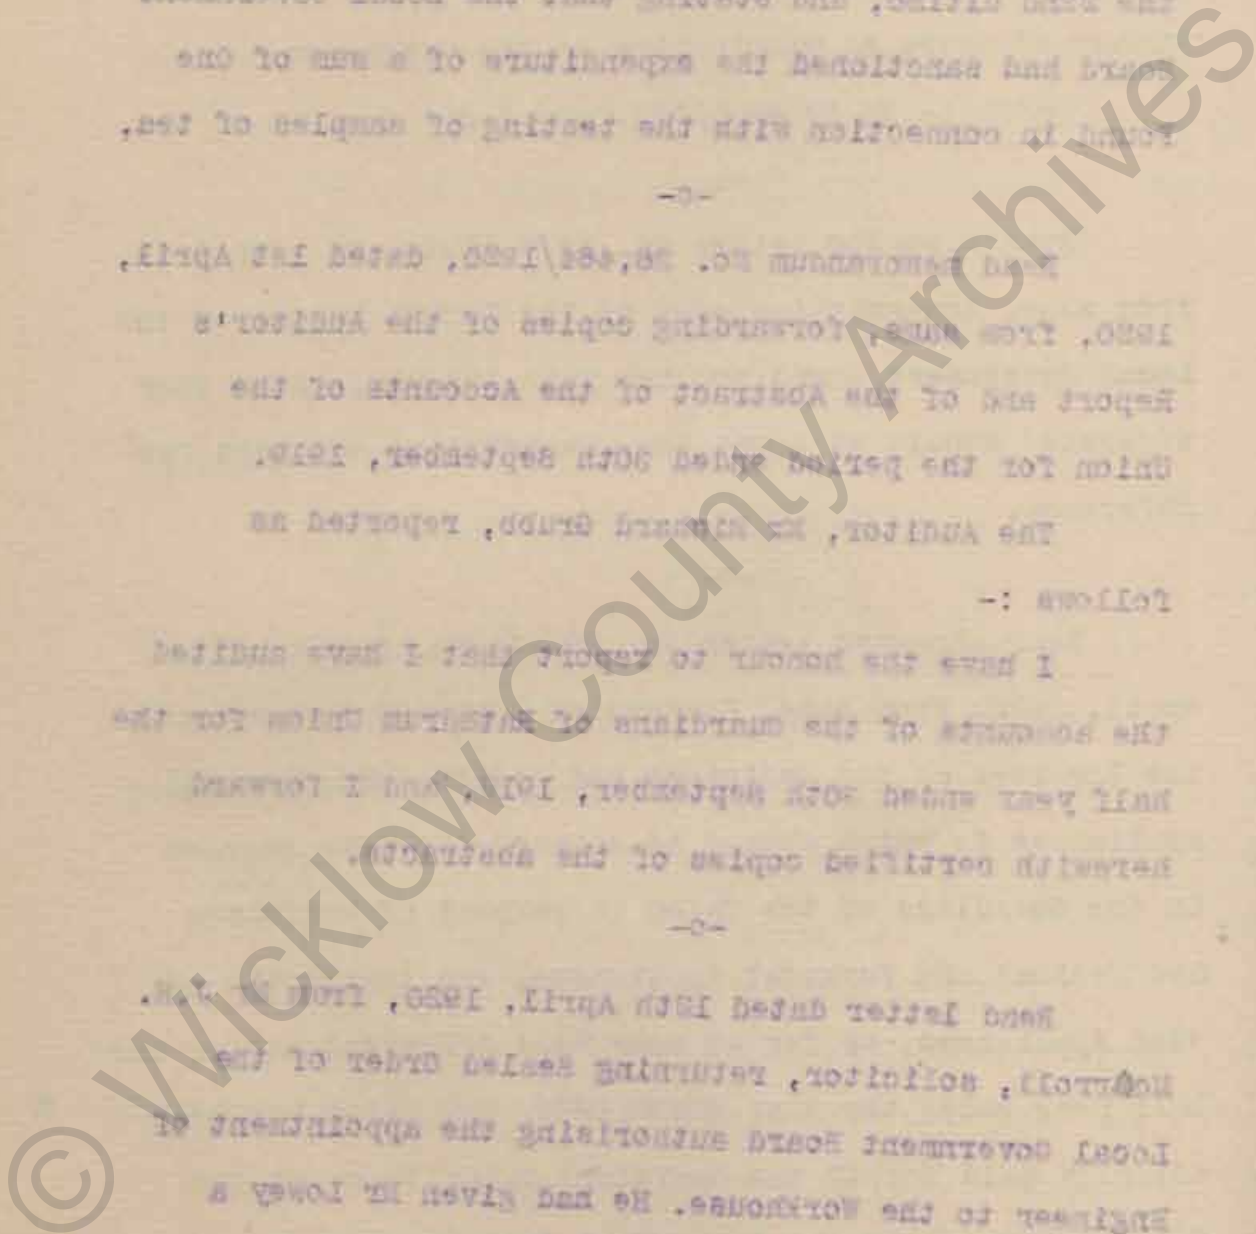 Board had sanctioned the expenditure of a sum of One
Pound in connection with the testing of samples of tea,
-o-
Read memorandum No. 28,484/1920, dated 1st April,
1920, from same, forwarding copies of the Auditor's
Report and of the Abstract of the Accounts of the
Union for the period ended 30th September, 1919.
The Auditor, Mr Richard Grubb, reported as
follows :-
I have the honour to report that I have audited
the accounts of the Guardians of Rathdrum Union for the
half year ended 30th September, 1919, and I forward
herewith certified copies of the abstracts.
-o-
Read letter dated 12th April, 1920, from Mr J.H.
McCarroll, solicitor, returning Sealed Order of the
Local Government Board authorising the appointment of
Engineer to the Workhouse. He had given Mr Lowey a
© Wicklow County Archives